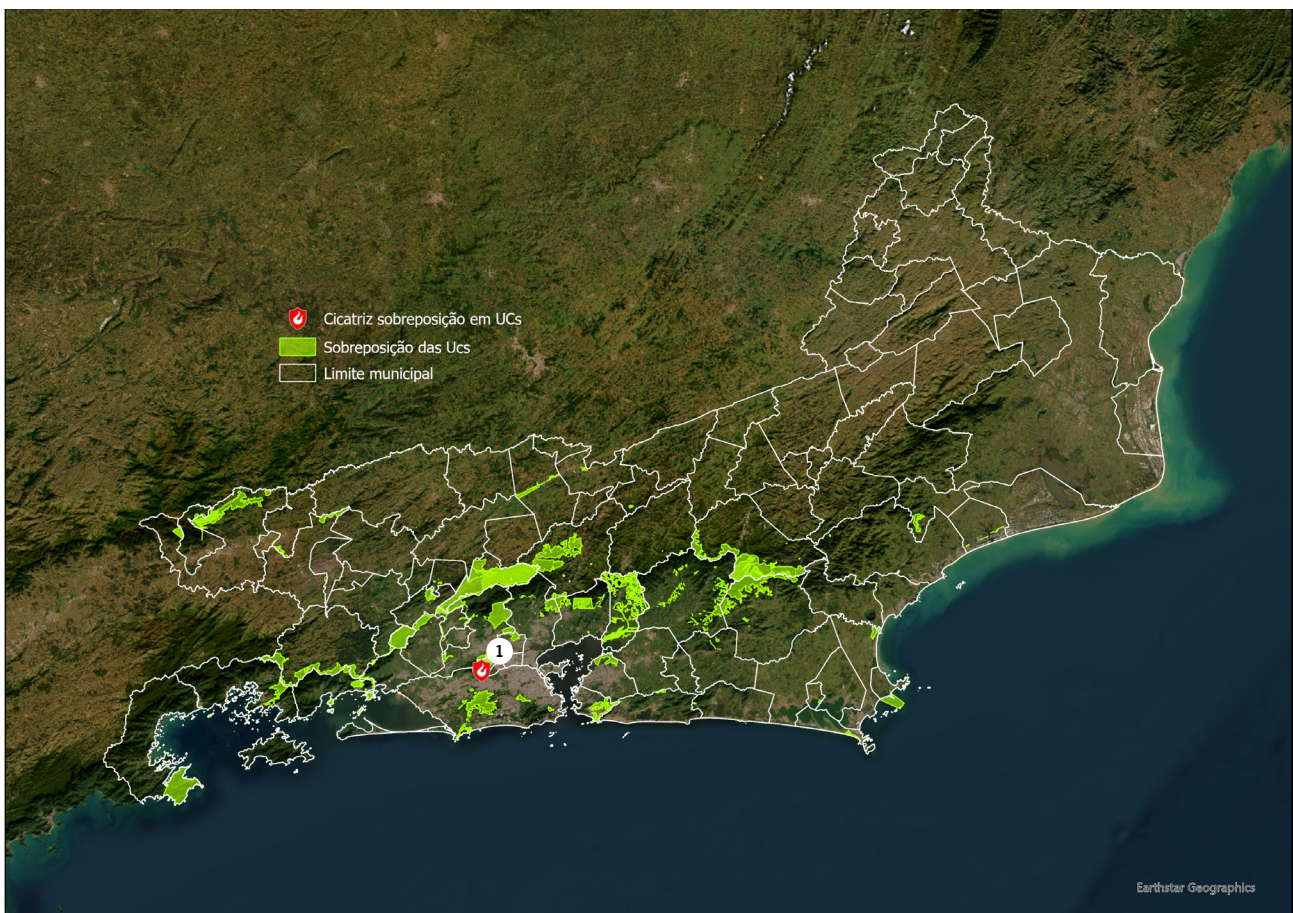 Cicatriz sobreposição em UCs
Sobreposição das Ucs
Limite municipal
1
Earthstar Geographics